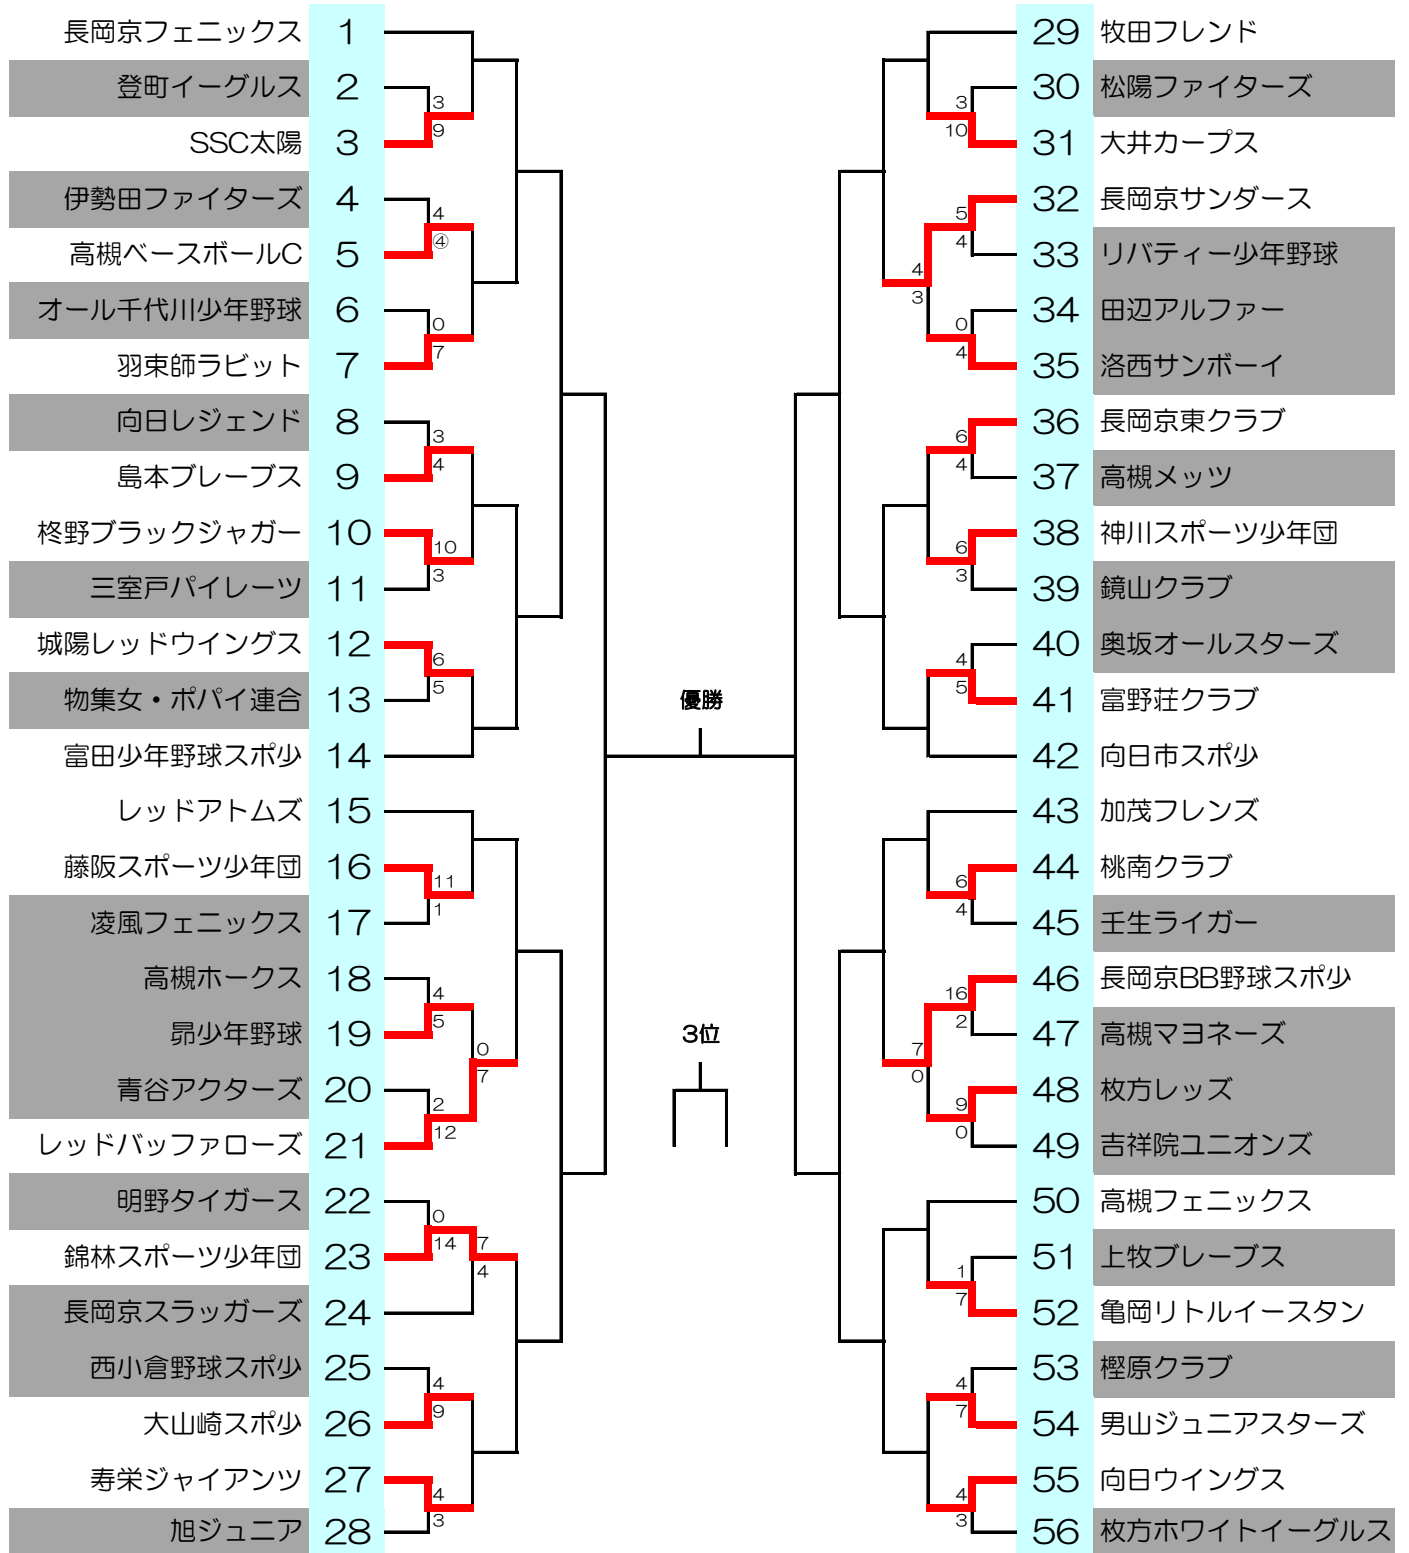 長岡京フェニックス 1
登町イーグルス 2
3
9
SSC太陽 3
伊勢田ファイターズ 4
4
④
高槻ベースボールC 5
オール千代川少年野球 6
0
7
羽束師ラビット 7
向日レジェンド 8
3
4
島本ブレーブス 9
柊野ブラックジャガー 10
10
3
三室戸パイレーツ 11
城陽レッドウイングス 12
6
5
物集女・ポパイ連合 13
富田少年野球スポ少 14
レッドアトムズ 15
藤阪スポーツ少年団 16
11
1
凌風フェニックス 17
高槻ホークス 18
4
5
昴少年野球 19
0
7
青谷アクターズ 20
2
12
レッドバッファローズ 21
明野タイガース 22
0
14
錦林スポーツ少年団 23
7
4
長岡京スラッガーズ 24
西小倉野球スポ少 25
4
9
大山崎スポ少 26
寿栄ジャイアンツ 27
4
3
旭ジュニア 28
優勝
3位
29 牧田フレンド
30 松陽ファイターズ
3
10
31 大井カープス
32 長岡京サンダース
5
4
33 リバティー少年野球
4
3
34 田辺アルファー
0
4
35 洛西サンボーイ
36 長岡京東クラブ
6
4
37 高槻メッツ
38 神川スポーツ少年団
6
3
39 鏡山クラブ
40 奥坂オールスターズ
4
5
41 富野荘クラブ
42 向日市スポ少
43 加茂フレンズ
44 桃南クラブ
6
4
45 壬生ライガー
46 長岡京BB野球スポ少
16
2
47 高槻マヨネーズ
7
0
48 枚方レッズ
9
0
49 吉祥院ユニオンズ
50 高槻フェニックス
51 上牧ブレーブス
1
7
52 亀岡リトルイースタン
53 樫原クラブ
4
7
54 男山ジュニアスターズ
55 向日ウイングス
4
3
56 枚方ホワイトイーグルス